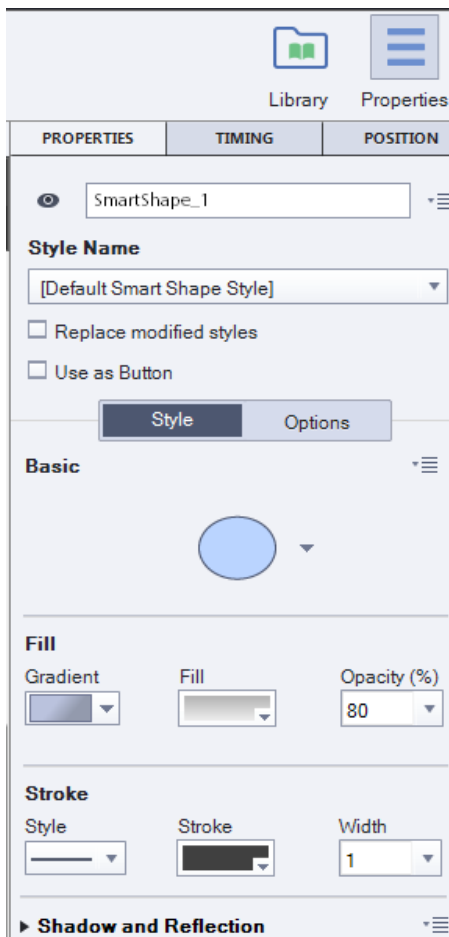 Library Properties
PROPERTIES TIMING POSITION
SmartShape_1
Style Name
[Default Smart Shape Style]
Replace modified styles
Use as Button
Style Options
Basic
Fill
Gradient Fill Opacity (%)
80
Stroke
Style Stroke Width
1
Shadow and Reflection